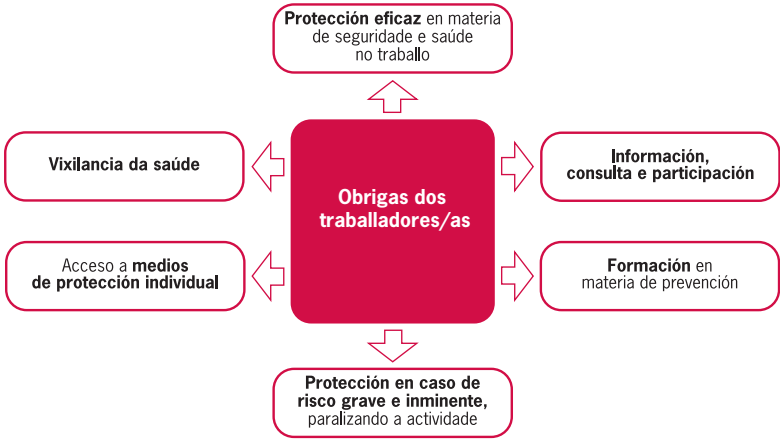 Protección eficaz en materia
de seguridade e saúde
no traballo
Vixilancia da saúde
Información,
consulta e participación
Obrigas dos
traballadores/as
Acceso a medios
de protección individual
Formación en
materia de prevención
Protección en caso de
risco grave e inminente,
paralizando a actividade